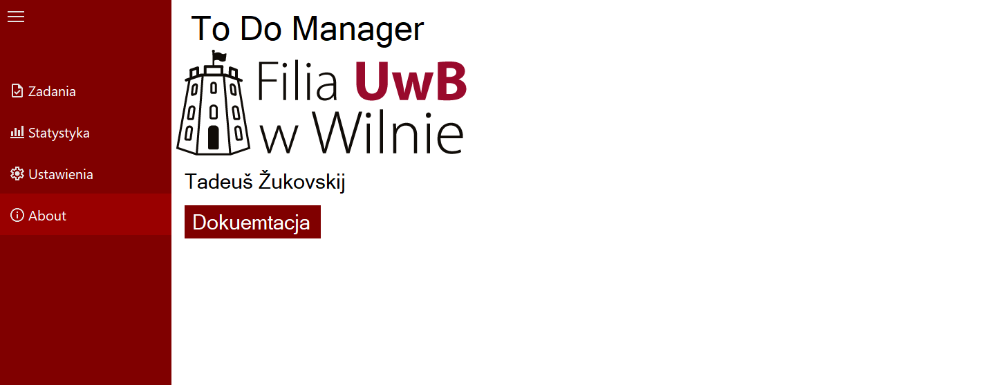 Zadania
Statystyka
Ustawienia
About
To Do Manager
Filia UwB
w Wilnie
Tadeuš Žukovskij
Dokuemtacja